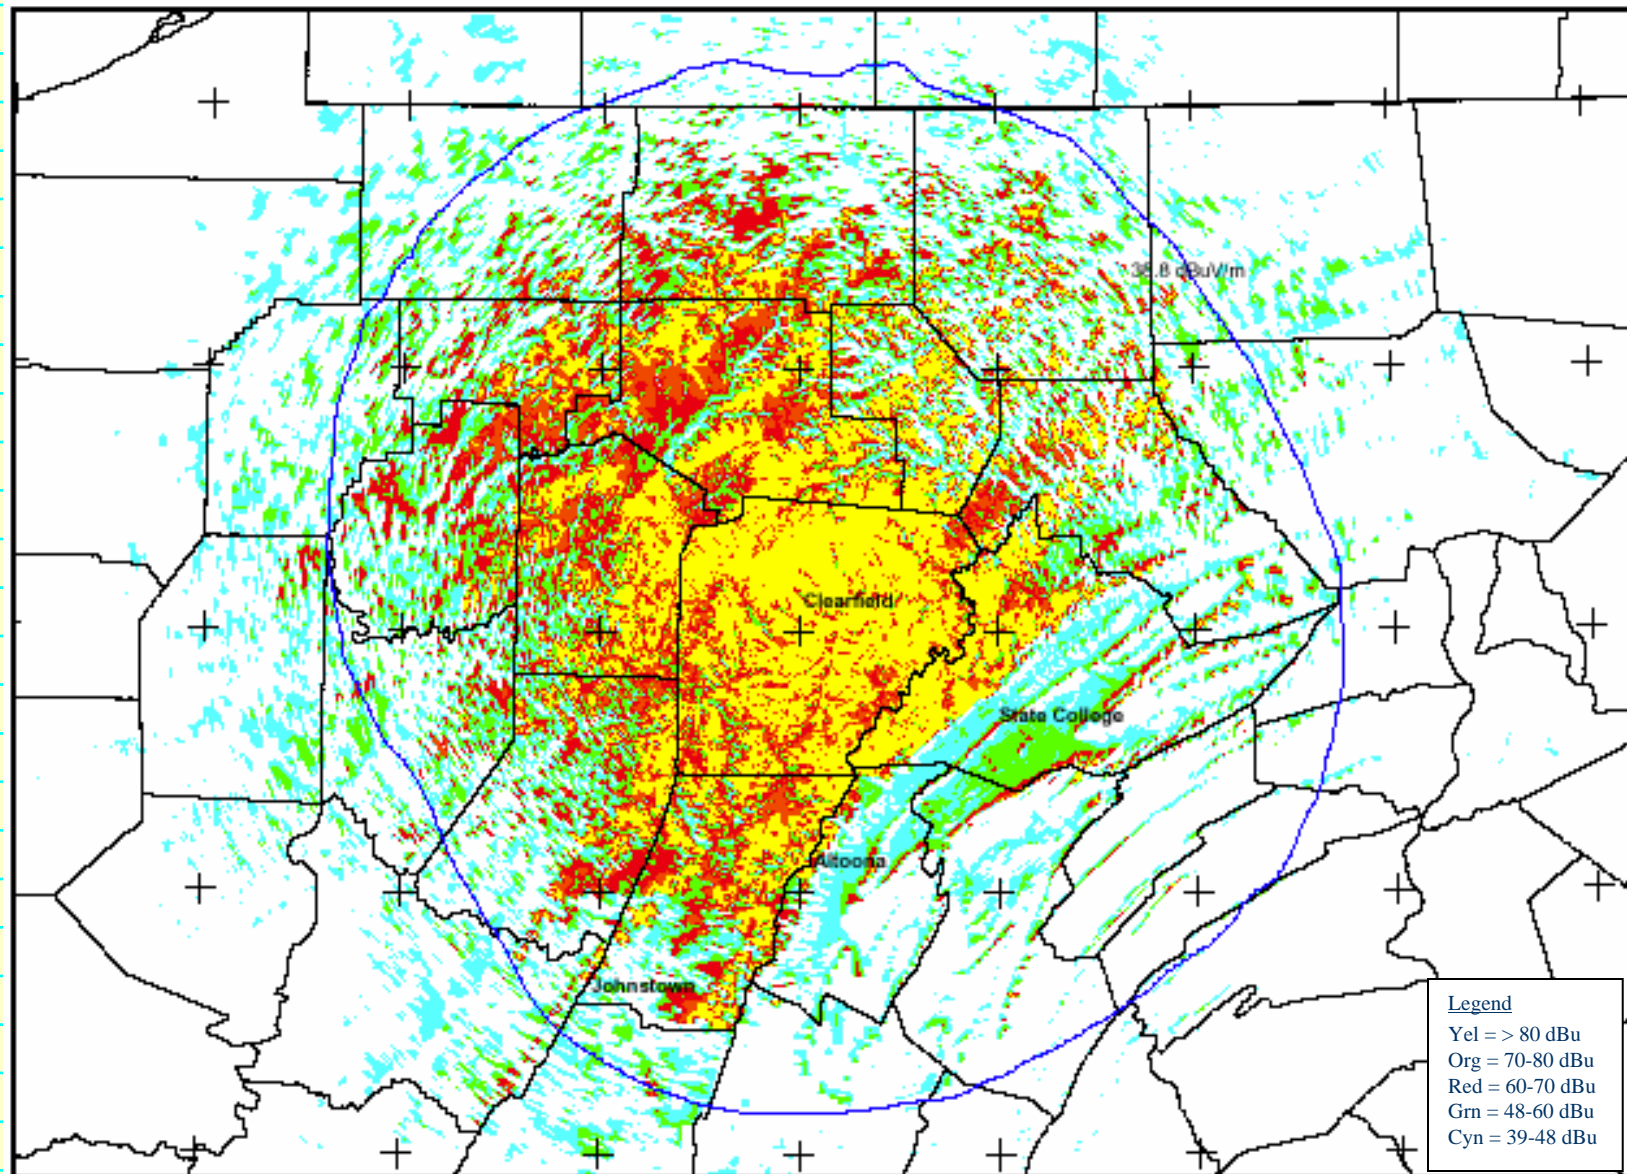 38.8 dBuV/m
Clearfield
State College
Altoona
Johnstown
Legend
Yel = > 80 dBu
Org = 70-80 dBu
Red = 60-70 dBu
Grn = 48-60 dBu
Cyn = 39-48 dBu